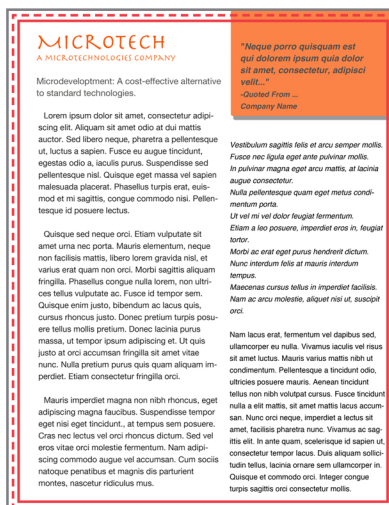 MICROTECH
A MICROTECHNOLOGIES COMPANY
Microdeveloptment: A cost-effective alternative
to standard technologies.
Lorem ipsum dolor sit amet, consectetur adipi-
scing elit. Aliquam sit amet odio at dui mattis
auctor. Sed libero neque, pharetra a pellentesque
ut, luctus a sapien. Fusce eu augue tincidunt,
egestas odio a, iaculis purus. Suspendisse sed
pellentesque nisl. Quisque eget massa vel sapien
malesuada placerat. Phasellus turpis erat, euis-
mod et mi sagittis, congue commodo nisi. Pellen-
tesque id posuere lectus.
Quisque sed neque orci. Etiam vulputate sit
amet urna nec porta. Mauris elementum, neque
non facilisis mattis, libero lorem gravida nisl, et
varius erat quam non orci. Morbi sagittis aliquam
fringilla. Phasellus congue nulla lorem, non ultri-
ces tellus vulputate ac. Fusce id tempor sem.
Quisque enim justo, bibendum ac lacus quis,
cursus rhoncus justo. Donec pretium turpis posu-
ere tellus mollis pretium. Donec lacinia purus
massa, ut tempor ipsum adipiscing et. Ut quis
justo at orci accumsan fringilla sit amet vitae
nunc. Nulla pretium purus quis quam aliquam im-
perdiet. Etiam consectetur fringilla orci.
Mauris imperdiet magna non nibh rhoncus, eget
adipiscing magna faucibus. Suspendisse tempor
eget nisi eget tincidunt., at tempus sem posuere.
Cras nec lectus vel orci rhoncus dictum. Sed vel
eros vitae orci molestie fermentum. Nam adipi-
scing commodo augue vel accumsan. Cum sociis
natoque penatibus et magnis dis parturient
montes, nascetur ridiculus mus.
"Neque porro quisquam est
qui dolorem ipsum quia dolor
sit amet, consectetur, adipisci
velit..."
-Quoted From ...
Company Name
Vestibulum sagittis felis et arcu semper mollis.
Fusce nec ligula eget ante pulvinar mollis.
In pulvinar magna eget arcu mattis, at lacinia
augue consectetur.
Nulla pellentesque quam eget metus condi-
mentum porta.
Ut vel mi vel dolor feugiat fermentum.
Etiam a leo posuere, imperdiet eros in, feugiat
tortor.
Morbi ac erat eget purus hendrerit dictum.
Nunc interdum felis at mauris interdum
tempus.
Maecenas cursus tellus in imperdiet facilisis.
Nam ac arcu molestie, aliquet nisi ut, suscipit
orci.
Nam lacus erat, fermentum vel dapibus sed,
ullamcorper eu nulla. Vivamus iaculis vel risus
sit amet luctus. Mauris varius mattis nibh ut
condimentum. Pellentesque a tincidunt odio,
ultricies posuere mauris. Aenean tincidunt
tellus non nibh volutpat cursus. Fusce tincidunt
nulla a elit mattis, sit amet mattis lacus accum-
san. Nunc orci neque, imperdiet a lectus sit
amet, facilisis pharetra nunc. Vivamus ac sag-
ittis elit. In ante quam, scelerisque id sapien ut,
consectetur tempor lacus. Duis aliquam sollici-
tudin tellus, lacinia ornare sem ullamcorper in.
Quisque et commodo orci. Integer congue
turpis sagittis orci consectetur mollis.